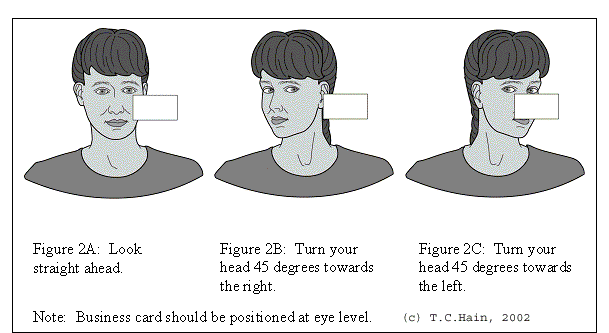 Figure 2A:  Look
straight ahead.
Figure 2B:  Turn your
head 45 degrees towards
the right.
Figure 2C:  Turn your
head 45 degrees towards
the left.
Note:  Business card should be positioned at eye level.
(c) T.C.Hain, 2002